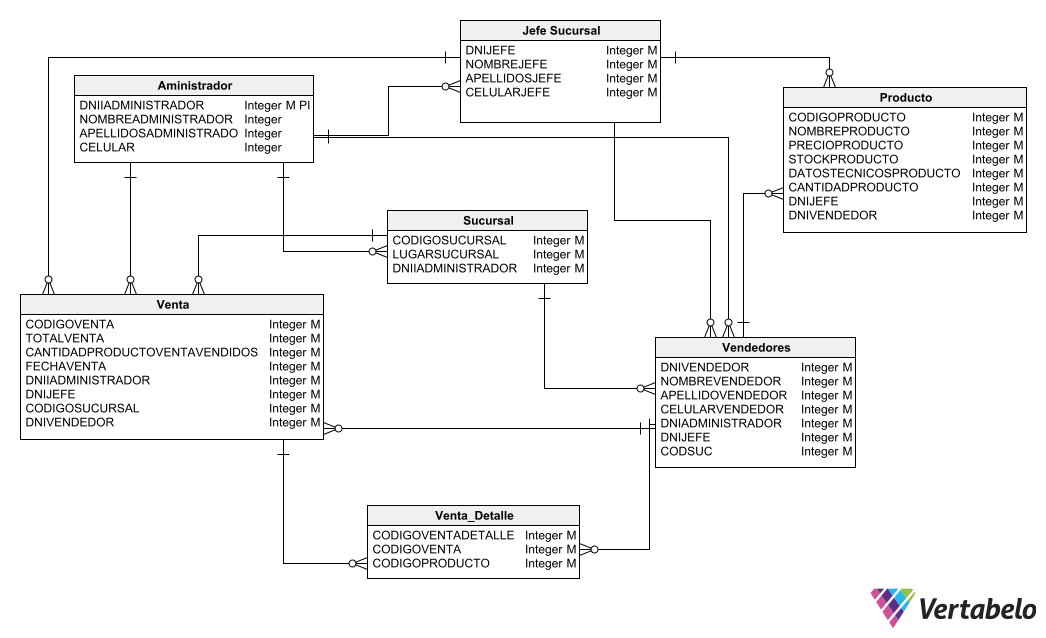 Jefe Sucursal
DNIJEFE Integer M
NOMBREJEFE Integer M
APELLIDOSJEFE Integer M
CELULARJEFE Integer M
Aministrador
DNIIADMINISTRADOR Integer M PI
NOMBREADMINISTRADOR Integer
APELLIDOSADMINISTRADO Integer
CELULAR Integer
Producto
CODIGOPRODUCTO Integer M
NOMBREPRODUCTO Integer M
PRECIOPRODUCTO Integer M
STOCKPRODUCTO Integer M
DATOSTECNICOSPRODUCTO Integer M
CANTIDADPRODUCTO Integer M
DNIJEFE Integer M
DNIVENDEDOR Integer M
Sucursal
CODIGOSUCURSAL Integer M
LUGARSUCURSAL Integer M
DNIIADMINISTRADOR Integer M
Venta
CODIGOVENTA Integer M
TOTALVENTA Integer M
CANTIDADPRODUCTOVENTAVENDIDOS Integer M
FECHAVENTA Integer M
DNIIADMINISTRADOR Integer M
DNIJEFE Integer M
CODIGOSUCURSAL Integer M
DNIVENDEDOR Integer M
Vendedores
DNIVENDEDOR Integer M
NOMBREVENDEDOR Integer M
APELLIDOVENDEDOR Integer M
CELULARVENDEDOR Integer M
DNIADMINISTRADOR Integer M
DNIJEFE Integer M
CODSUC Integer M
Venta_Detalle
CODIGOVENTADETALLE Integer M
CODIGOVENTA Integer M
CODIGOPRODUCTO Integer M
Vertabelo